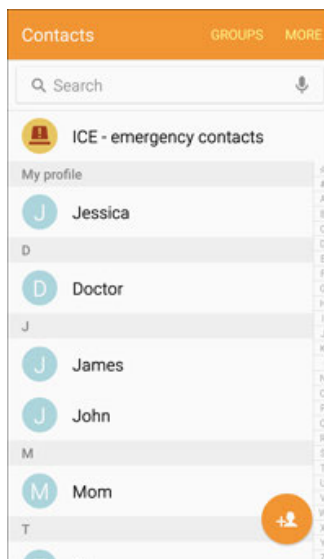 Contacts GROUPS MORE
Search
ICE - emergency contacts
My profile
J Jessica
D
D Doctor
J
J James
J John
M
M Mom
T